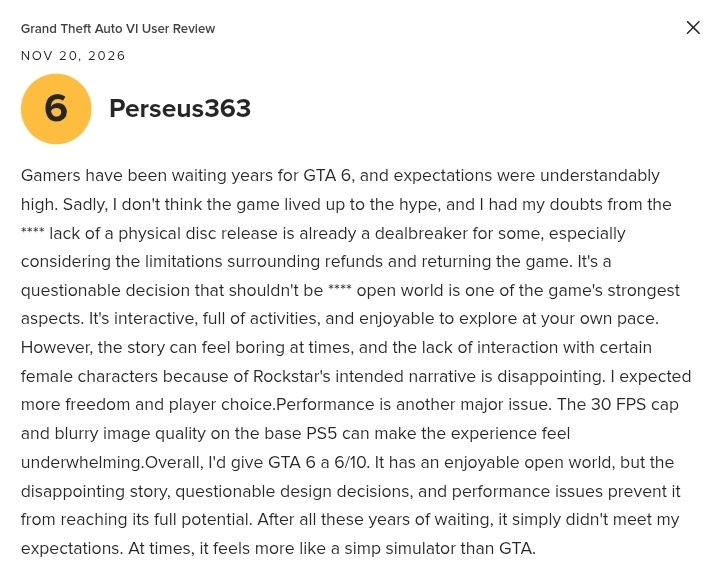 Grand Theft Auto VI User Review
NOV 20, 2026
6
Perseus363
Gamers have been waiting years for GTA 6, and expectations were understandably
high. Sadly, I don't think the game lived up to the hype, and I had my doubts from the
**** lack of a physical disc release is already a dealbreaker for some, especially
considering the limitations surrounding refunds and returning the game. It's a
questionable decision that shouldn't be **** open world is one of the game's strongest
aspects. It's interactive, full of activities, and enjoyable to explore at your own pace.
However, the story can feel boring at times, and the lack of interaction with certain
female characters because of Rockstar's intended narrative is disappointing. I expected
more freedom and player choice.Performance is another major issue. The 30 FPS cap
and blurry image quality on the base PS5 can make the experience feel
underwhelming.Overall, I'd give GTA 6 a 6/10. It has an enjoyable open world, but the
disappointing story, questionable design decisions, and performance issues prevent it
from reaching its full potential. After all these years of waiting, it simply didn't meet my
expectations. At times, it feels more like a simp simulator than GTA.